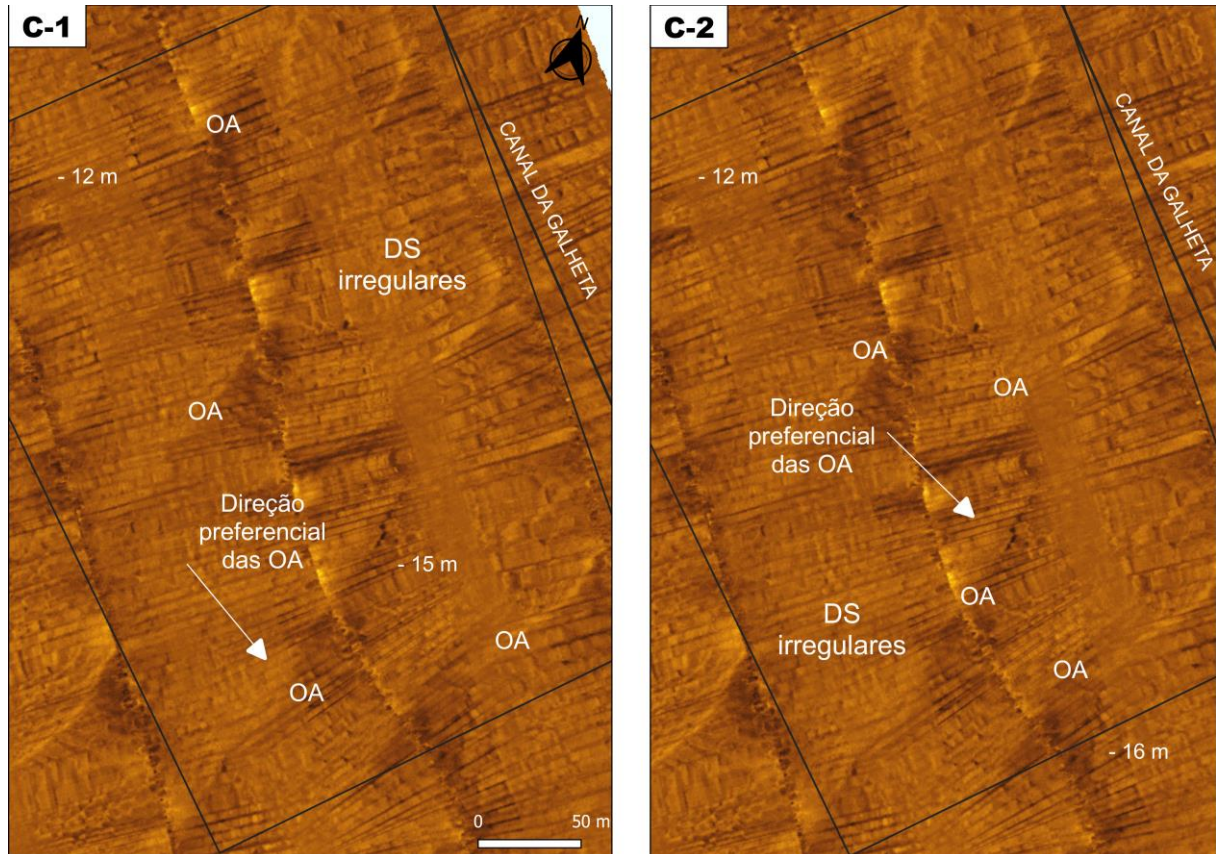 C-1
N
OA
- 12 m
CANAL DA GALHETA
DS
irregulares
OA
Direção
preferencial
das OA
- 15 m
OA
OA
0 50 m
C-2
CANAL DA GALHETA
- 12 m
OA
OA
Direção
preferencial
das OA
OA
DS
irregulares
OA
- 16 m